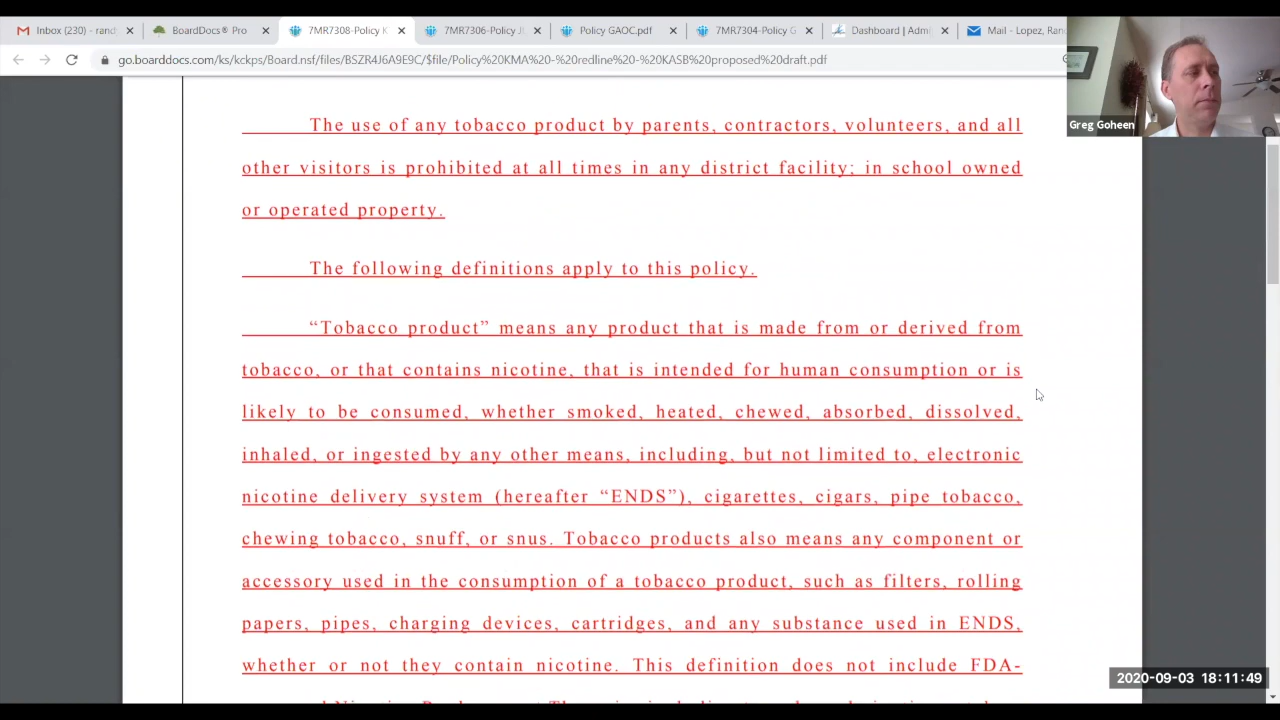 Inbox (230) - rand
BoardDocs® Pro
7MR7308-Policy K
7MR7306-Policy J
Policy GAOC.pdf
7MR7304-Policy G
Dashboard | Adm
Mail - Lopez, Ran
go.boarddocs.com/ks/kckps/Board.nsf/files/BSZRU4A9E9C/$file/Policy%20KMA%20-%20redline%20-%20KASB%20proposed%20draft.pdf
Greg Goheen
The use of any tobacco product by parents, contractors, volunteers, and all
other visitors is prohibited at all times in any district facility; in school owned
or operated property.
The following definitions apply to this policy.
“Tobacco product” means any product that is made from or derived from
tobacco, or that contains nicotine, that is intended for human consumption or is
likely to be consumed, whether smoked, heated, chewed, absorbed, dissolved,
inhaled, or ingested by any other means, including, but not limited to, electronic
nicotine delivery system (hereafter “ENDS”), cigarettes, cigars, pipe tobacco,
chewing tobacco, snuff, or snus. Tobacco products also means any component or
accessory used in the consumption of a tobacco product, such as filters, rolling
papers, pipes, charging devices, cartridges, and any substance used in ENDS,
whether or not they contain nicotine. This definition does not include FDA-
2020-09-03 18:11:49